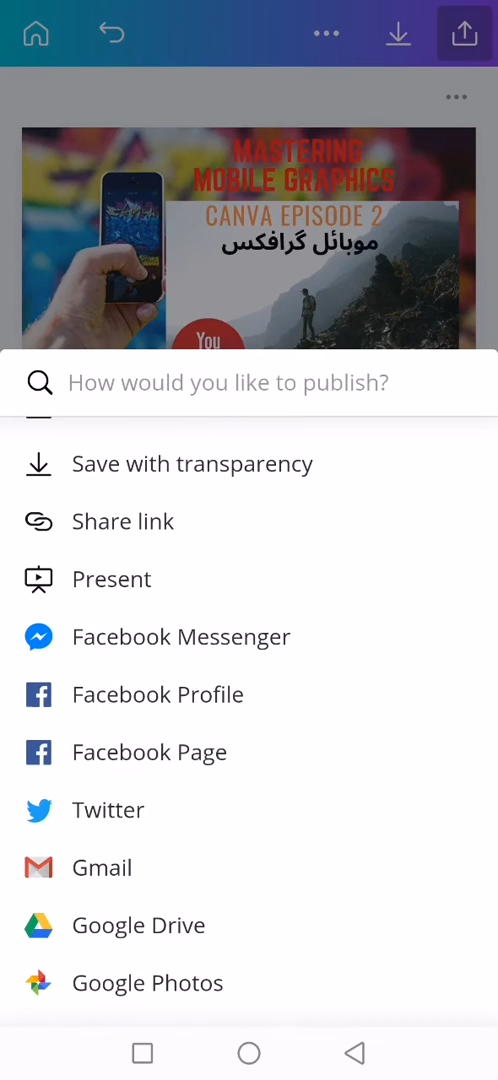 MASTERING
MOBILE GRAPHICS
CANVA EPISODE 2
موبائل گرافکس
You
How would you like to publish?
Save with transparency
Share link
Present
Facebook Messenger
Facebook Profile
Facebook Page
Twitter
Gmail
Google Drive
Google Photos